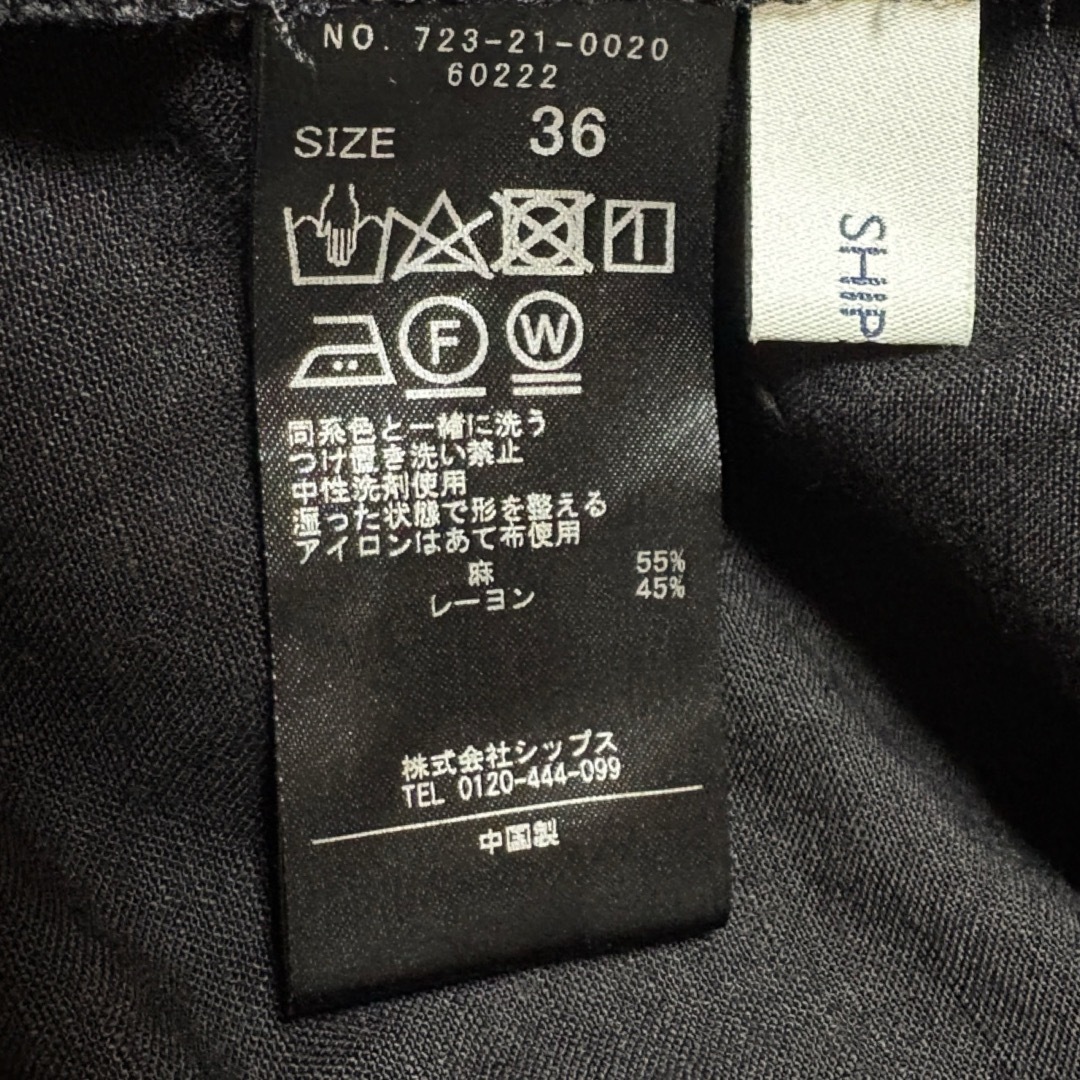 NO. 723-21-0020
60222
SIZE 36
F W
同系色と一緒に洗う
つけ置き洗い禁止
中性洗剤使用
湿った状態で形を整える
アイロンはあて布使用
麻 55%
レーヨン 45%
株式会社シップス
TEL 0120-444-099
中国製
SHIP